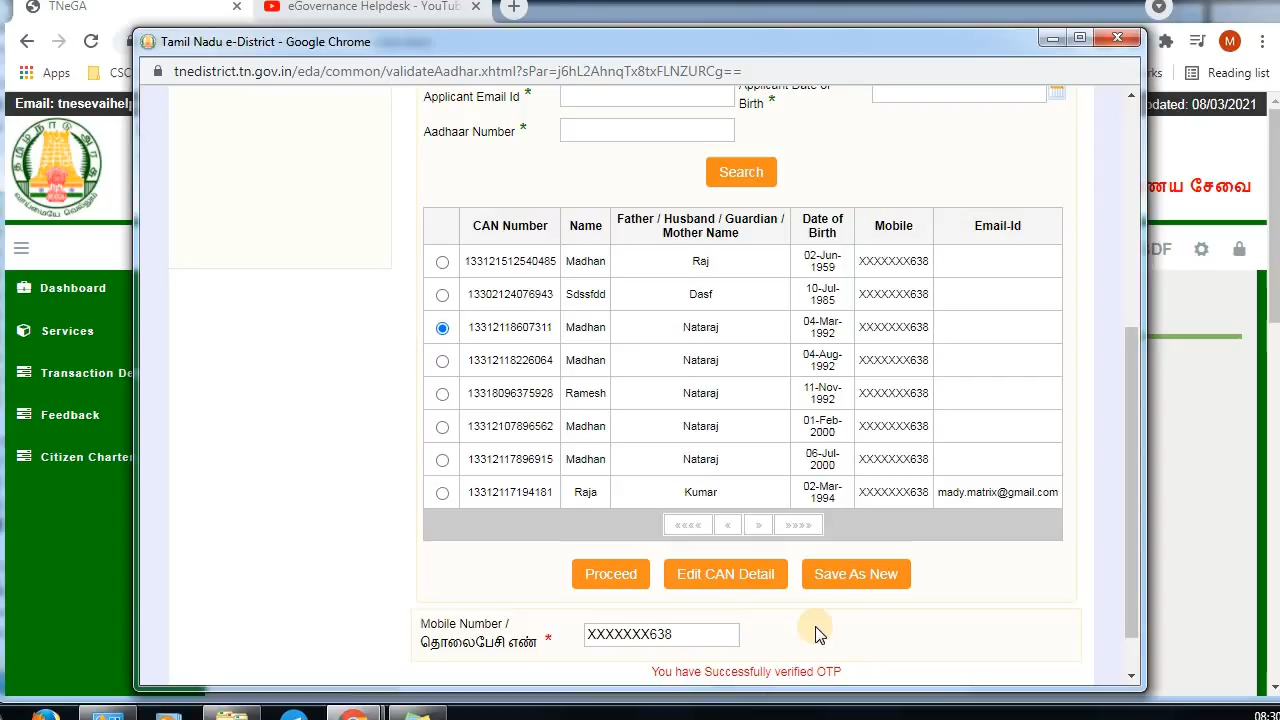 TNeGA
eGovernance Helpdesk - YouTub
Apps
CSC
rks
Reading list
M
Tamil Nadu e-District - Google Chrome
tnedistrict.tn.gov.in/eda/common/validateAadhar.xhtml?sPar=j6hL2AhnqTx8txFLNZURCg==
Email: tnesevaihelp
pdated: 08/03/2021
ணைய சேவை
BDF
Dashboard
Services
Transaction De
Feedback
Citizen Charte
Applicant Email Id *
Applicant Date of
Birth *
Aadhaar Number *
Search
CAN Number Name Father / Husband / Guardian / Mother Name Date of Birth Mobile Email-Id
133121512540485 Madhan Raj 02-Jun-1959 XXXXXXX638
13302124076943 Sdssfdd Dasf 10-Jul-1985 XXXXXXX638
13312118607311 Madhan Nataraj 04-Mar-1992 XXXXXXX638
13312118226064 Madhan Nataraj 04-Aug-1992 XXXXXXX638
13318096375928 Ramesh Nataraj 11-Nov-1992 XXXXXXX638
13312107896562 Madhan Nataraj 01-Feb-2000 XXXXXXX638
13312117896915 Madhan Nataraj 06-Jul-2000 XXXXXXX638
13312117194181 Raja Kumar 02-Mar-1994 XXXXXXX638 mady.matrix@gmail.com
«««« « » »»»»
Proceed
Edit CAN Detail
Save As New
Mobile Number /
தொலைபேசி எண் *
XXXXXXX638
You have Successfully verified OTP